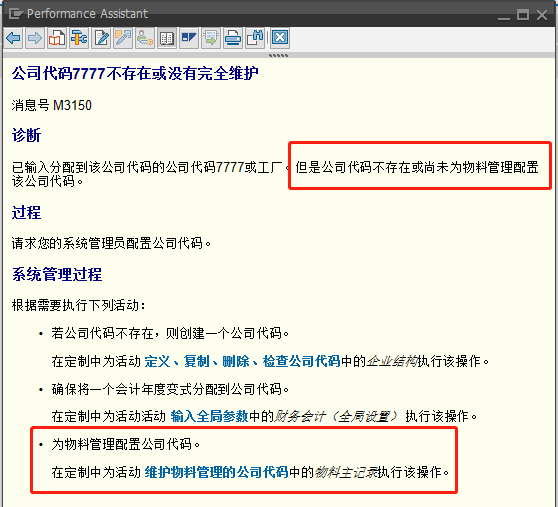 Performance Assistant
公司代码7777不存在或没有完全维护
消息号 M3150
诊断
已输入分配到该公司代码的公司代码7777或工厂。但是公司代码不存在或尚未为物料管理配置
该公司代码。
过程
请求您的系统管理员配置公司代码。
系统管理过程
根据需要执行下列活动：
• 若公司代码不存在，则创建一个公司代码。
在定制中为活动 定义、复制、删除、检查公司代码中的企业结构执行该操作。
• 确保将一个会计年度变式分配到公司代码。
在定制中为活动活动 输入全局参数中的财务会计（全局设置） 执行该操作。
• 为物料管理配置公司代码。
在定制中为活动 维护物料管理的公司代码中的物料主记录执行该操作。